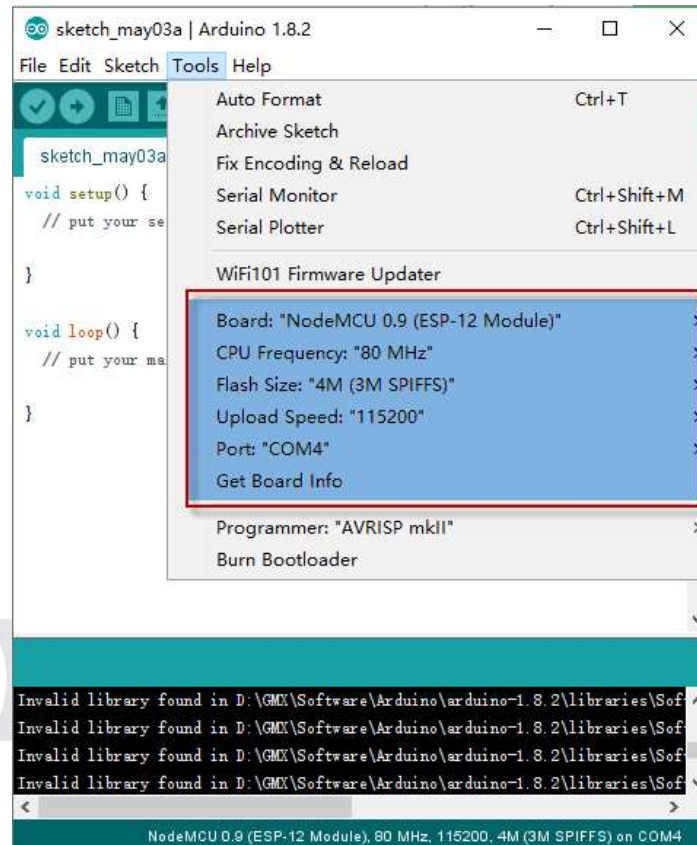 sketch_may03a | Arduino 1.8.2
File Edit Sketch Tools Help
Auto Format Ctrl+T
Archive Sketch
sketch_may03a
Fix Encoding & Reload
void setup() {
Serial Monitor Ctrl+Shift+M
// put your se
Serial Plotter Ctrl+Shift+L
}
WiFi101 Firmware Updater
Board: "NodeMCU 0.9 (ESP-12 Module)"
void loop() {
CPU Frequency: "80 MHz"
// put your ma
Flash Size: "4M (3M SPIFFS)"
}
Upload Speed: "115200"
Port: "COM4"
Get Board Info
Programmer: "AVRISP mkII"
Burn Bootloader
Invalid library found in D:\GMX\Software\Arduino\arduino-1.8.2\libraries\Sof
Invalid library found in D:\GMX\Software\Arduino\arduino-1.8.2\libraries\Sof
Invalid library found in D:\GMX\Software\Arduino\arduino-1.8.2\libraries\Sof
Invalid library found in D:\GMX\Software\Arduino\arduino-1.8.2\libraries\Sof
NodeMCU 0.9 (ESP-12 Module), 80 MHz, 115200, 4M (3M SPIFFS) on COM4